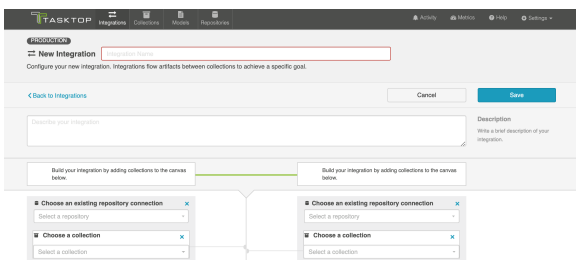 TASKTOP
Integrations Collections Models Repositories
Activity Metrics Help Settings
PRODUCTION
New Integration Integration Name
Configure your new integration. Integrations flow artifacts between collections to achieve a specific goal.
Back to Integrations Cancel Save
Describe your integration
Description
Write a brief description of your
integration.
Build your integration by adding collections to the canvas
below.
Build your integration by adding collections to the canvas
below.
Choose an existing repository connection
Select a repository
Choose a collection
Select a collection
Choose an existing repository connection
Select a repository
Choose a collection
Select a collection